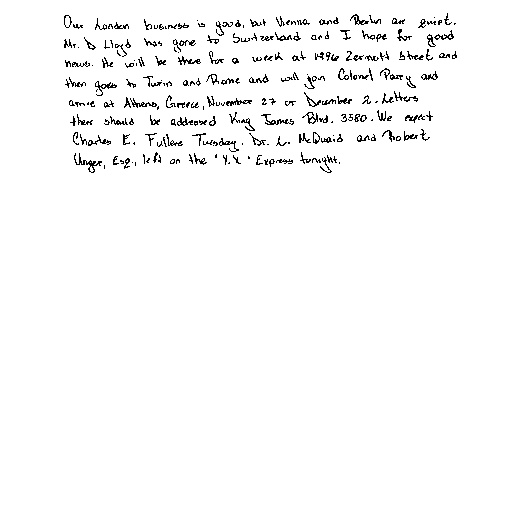 Our London business is good, but Vienna and Berlin are quiet.
Mr. D Lloyd has gone to Switzerland and I hope for good
news. He will be there for a week at 1496 Zermott Street and
then goes to Turin and Rome and will join Colonel Parry and
arrive at Athens, Greece, November 27 or December 2. Letters
there should be addressed King James Blvd. 3580. We expect
Charles E. Fuller Tuesday. Dr. L. McQuaid and Robert
Unger, Esq., left on the "Y.X." Express tonight.